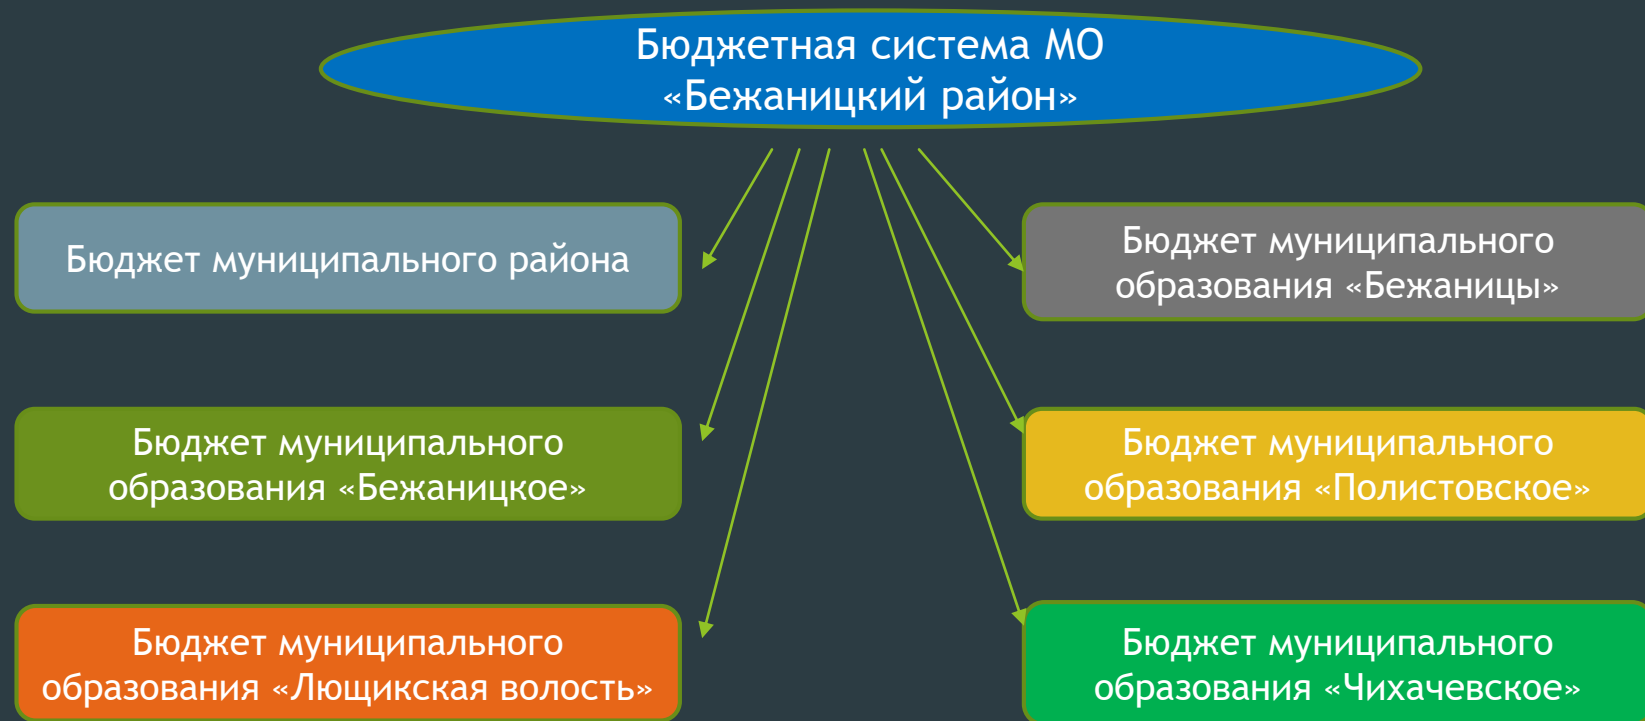 Бюджетная система МО
«Бежаницкий район»
Бюджет муниципального района
Бюджет муниципального
образования «Бежаницы»
Бюджет муниципального
образования «Бежаницкое»
Бюджет муниципального
образования «Полистовское»
Бюджет муниципального
образования «Лющикская волость»
Бюджет муниципального
образования «Чихачевское»